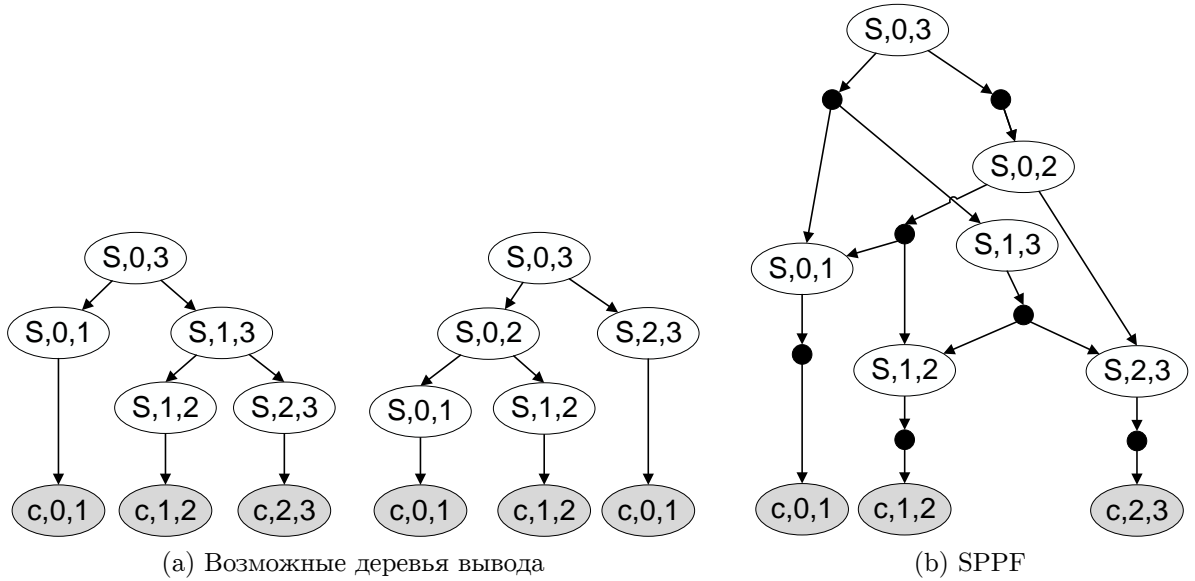 S,0,3
S,0,1 S,1,3
S,1,2 S,2,3
c,0,1 c,1,2 c,2,3
S,0,3
S,0,2 S,2,3
S,0,1 S,1,2
c,0,1 c,1,2 c,0,1
(a) Возможные деревья вывода
S,0,3
S,0,2
S,0,1 S,1,3
S,1,2 S,2,3
c,0,1 c,1,2 c,2,3
(b) SPPF